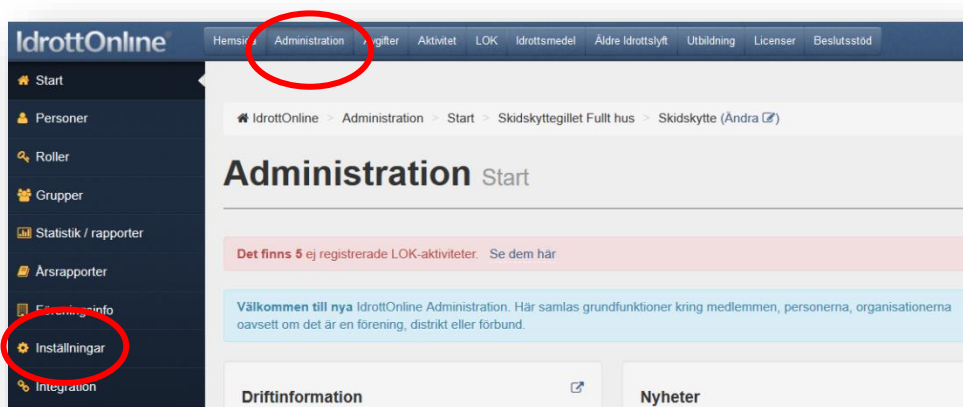 IdrottOnline
Hemsida Administration Avgifter Aktivitet LOK Idrottsmedel Äldre Idrottslyft Utbildning Licenser Beslutsstöd
Start
Personer
Roller
Grupper
Statistik / rapporter
Årsrapporter
Föreningsinfo
Inställningar
Integration
IdrottOnline > Administration > Start > Skidskyttegillet Fullt hus > Skidskytte (Ändra)
Administration Start
Det finns 5 ej registrerade LOK-aktiviteter. Se dem här
Välkommen till nya IdrottOnline Administration. Här samlas grundfunktioner kring medlemmen, personerna, organisationerna
oavsett om det är en förening, distrikt eller förbund.
Driftinformation
Nyheter